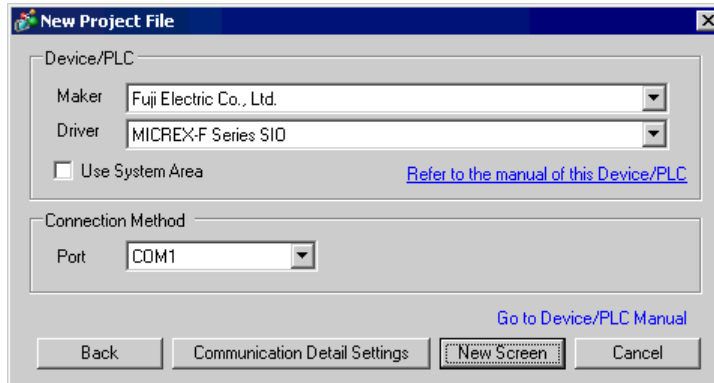 New Project File
Device/PLC
Maker Fuji Electric Co., Ltd.
Driver MICREX-F Series SIO
Use System Area Refer to the manual of this Device/PLC
Connection Method
Port COM1
Go to Device/PLC Manual
Back Communication Detail Settings New Screen Cancel